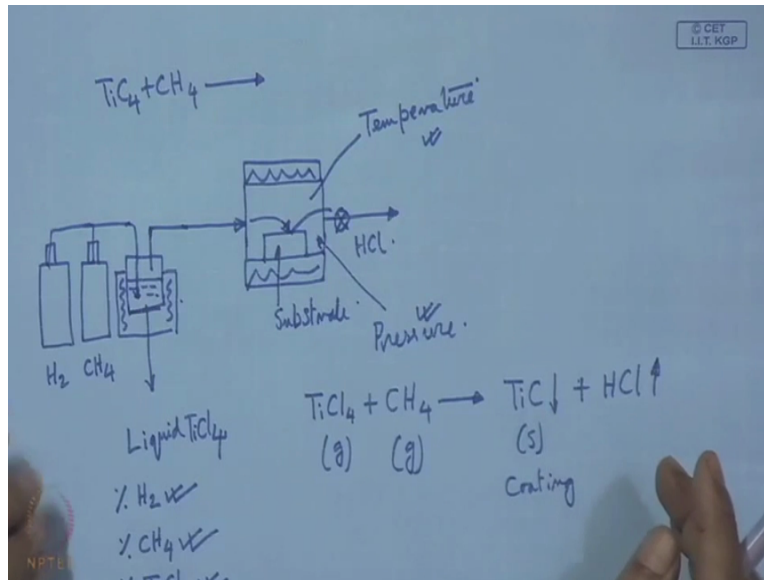 © CET
I.I.T. KGP
TiC4+CH4 →
Temperature
HCl.
Substrate.
Pressure.
H2
CH4
Liquid TiCl4
TiCl4 + CH4 → TiC↓ + HCl↑
(g) (g) (s)
Coating
% H2
% CH4
% TiCl4
NPTEL